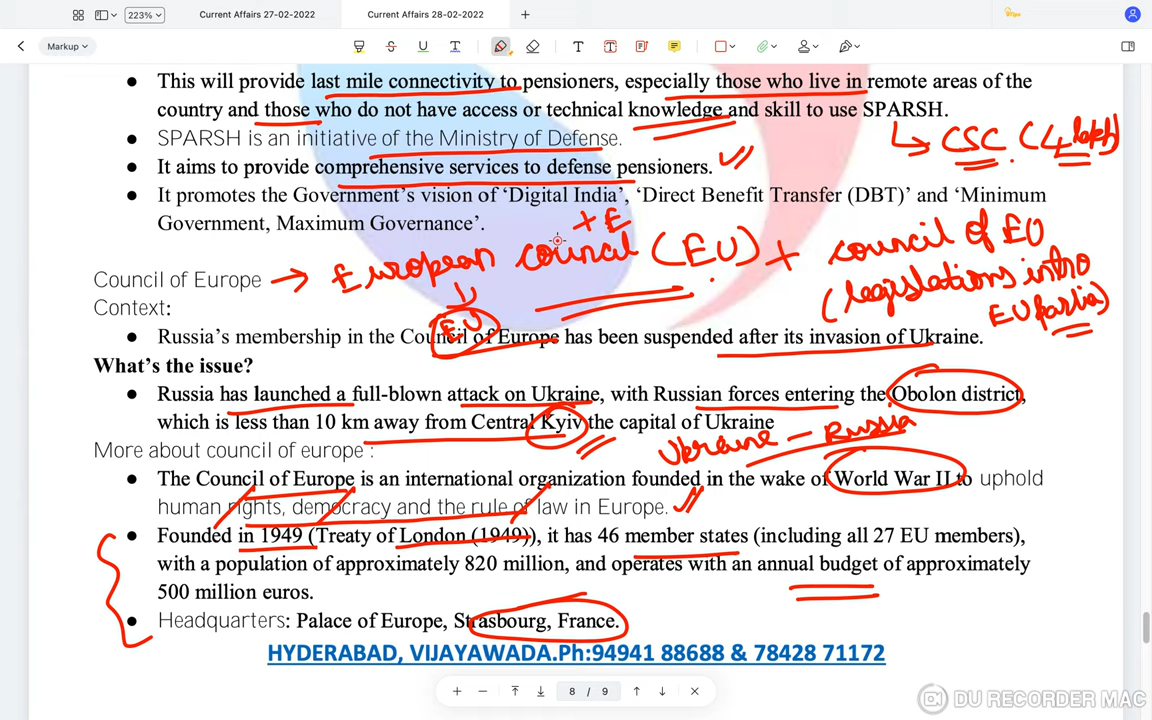 223%
Current Affairs 27-02-2022
Current Affairs 28-02-2022
Markup
This will provide last mile connectivity to pensioners, especially those who live in remote areas of the
country and those who do not have access or technical knowledge and skill to use SPARSH.
CSC (4 lakh)
SPARSH is an initiative of the Ministry of Defense.
It aims to provide comprehensive services to defense pensioners.
It promotes the Government's vision of 'Digital India', 'Direct Benefit Transfer (DBT)' and 'Minimum
Government, Maximum Governance'.
+ E
Council of Europe → European council (EU) + council of EU
(legislations intro
EU parlia)
Context:
EU
Russia's membership in the Council of Europe has been suspended after its invasion of Ukraine.
What's the issue?
Russia has launched a full-blown attack on Ukraine, with Russian forces entering the Obolon district,
which is less than 10 km away from Central Kyiv the capital of Ukraine
Ukraine – Russia
More about council of europe :
The Council of Europe is an international organization founded in the wake of World War II to uphold
human rights, democracy and the rule of law in Europe.
Founded in 1949 (Treaty of London (1949)), it has 46 member states (including all 27 EU members),
with a population of approximately 820 million, and operates with an annual budget of approximately
500 million euros.
Headquarters: Palace of Europe, Strasbourg, France.
HYDERABAD, VIJAYAWADA.Ph:94941 88688 & 78428 71172
8 / 9
DU RECORDER MAC